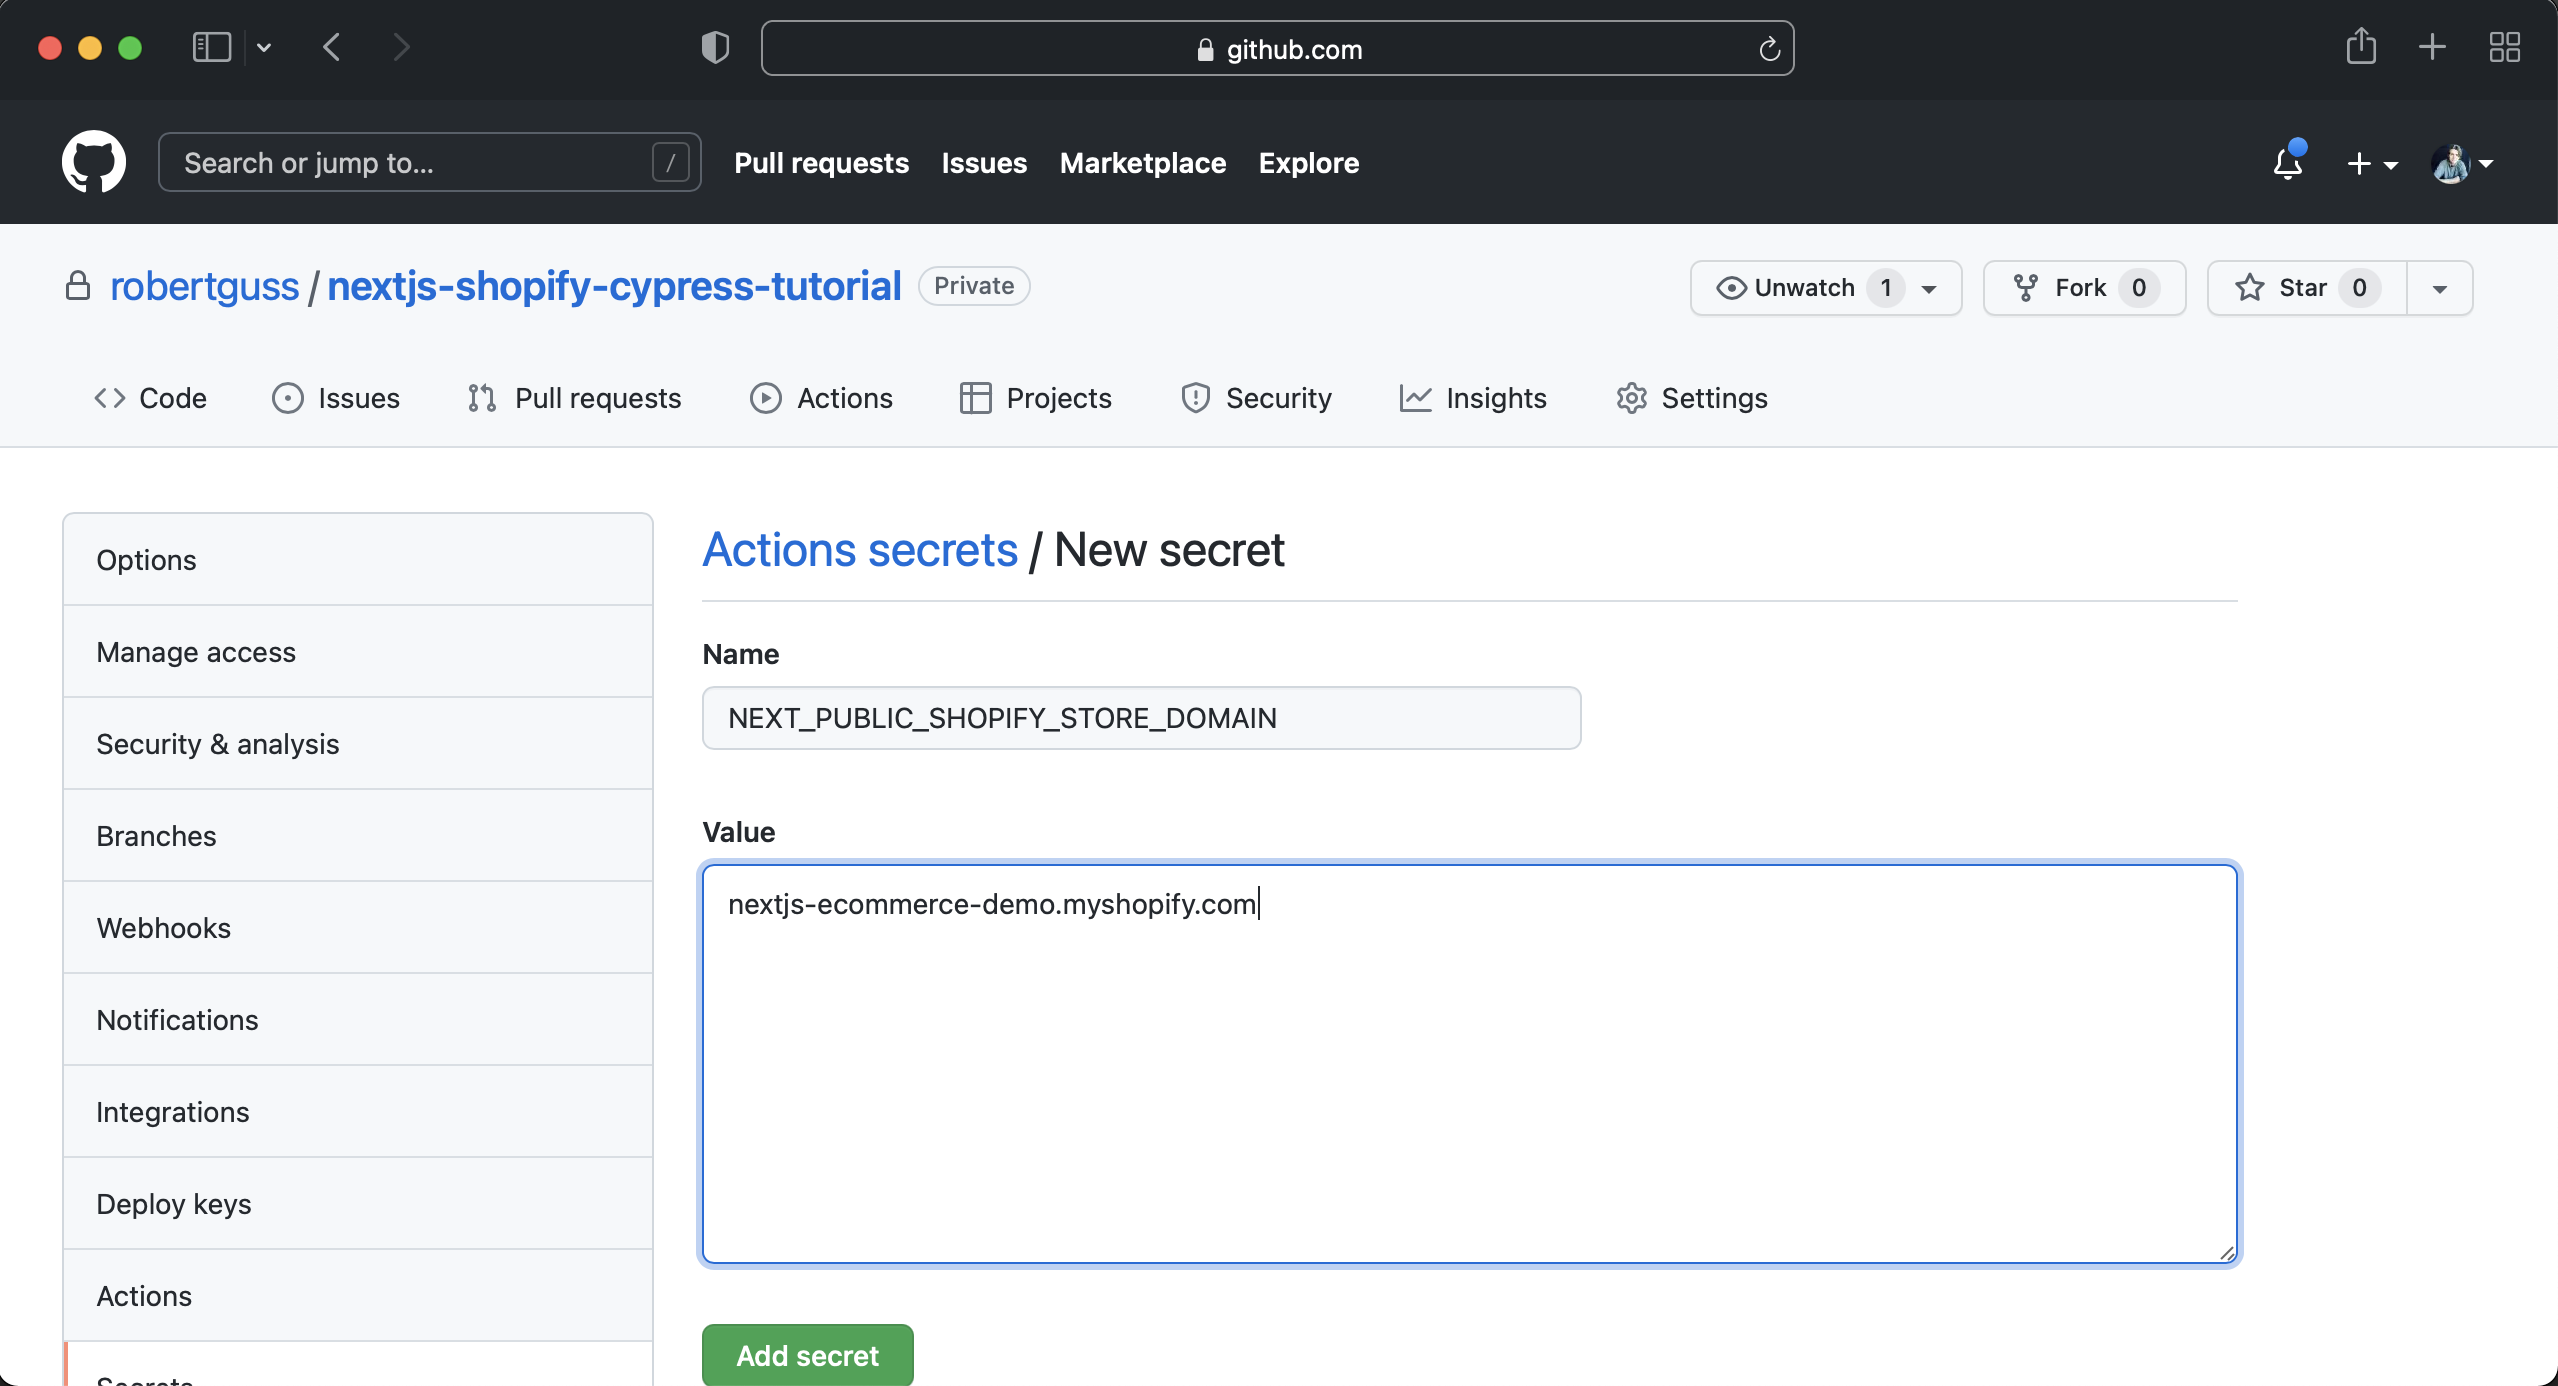 github.com
Search or jump to... /
Pull requests Issues Marketplace Explore
robertguss / nextjs-shopify-cypress-tutorial Private
Unwatch 1 Fork 0 Star 0
Code Issues Pull requests Actions Projects Security Insights Settings
Options
Manage access
Security & analysis
Branches
Webhooks
Notifications
Integrations
Deploy keys
Actions
Secrets
Actions secrets / New secret
Name
NEXT_PUBLIC_SHOPIFY_STORE_DOMAIN
Value
nextjs-ecommerce-demo.myshopify.com
Add secret